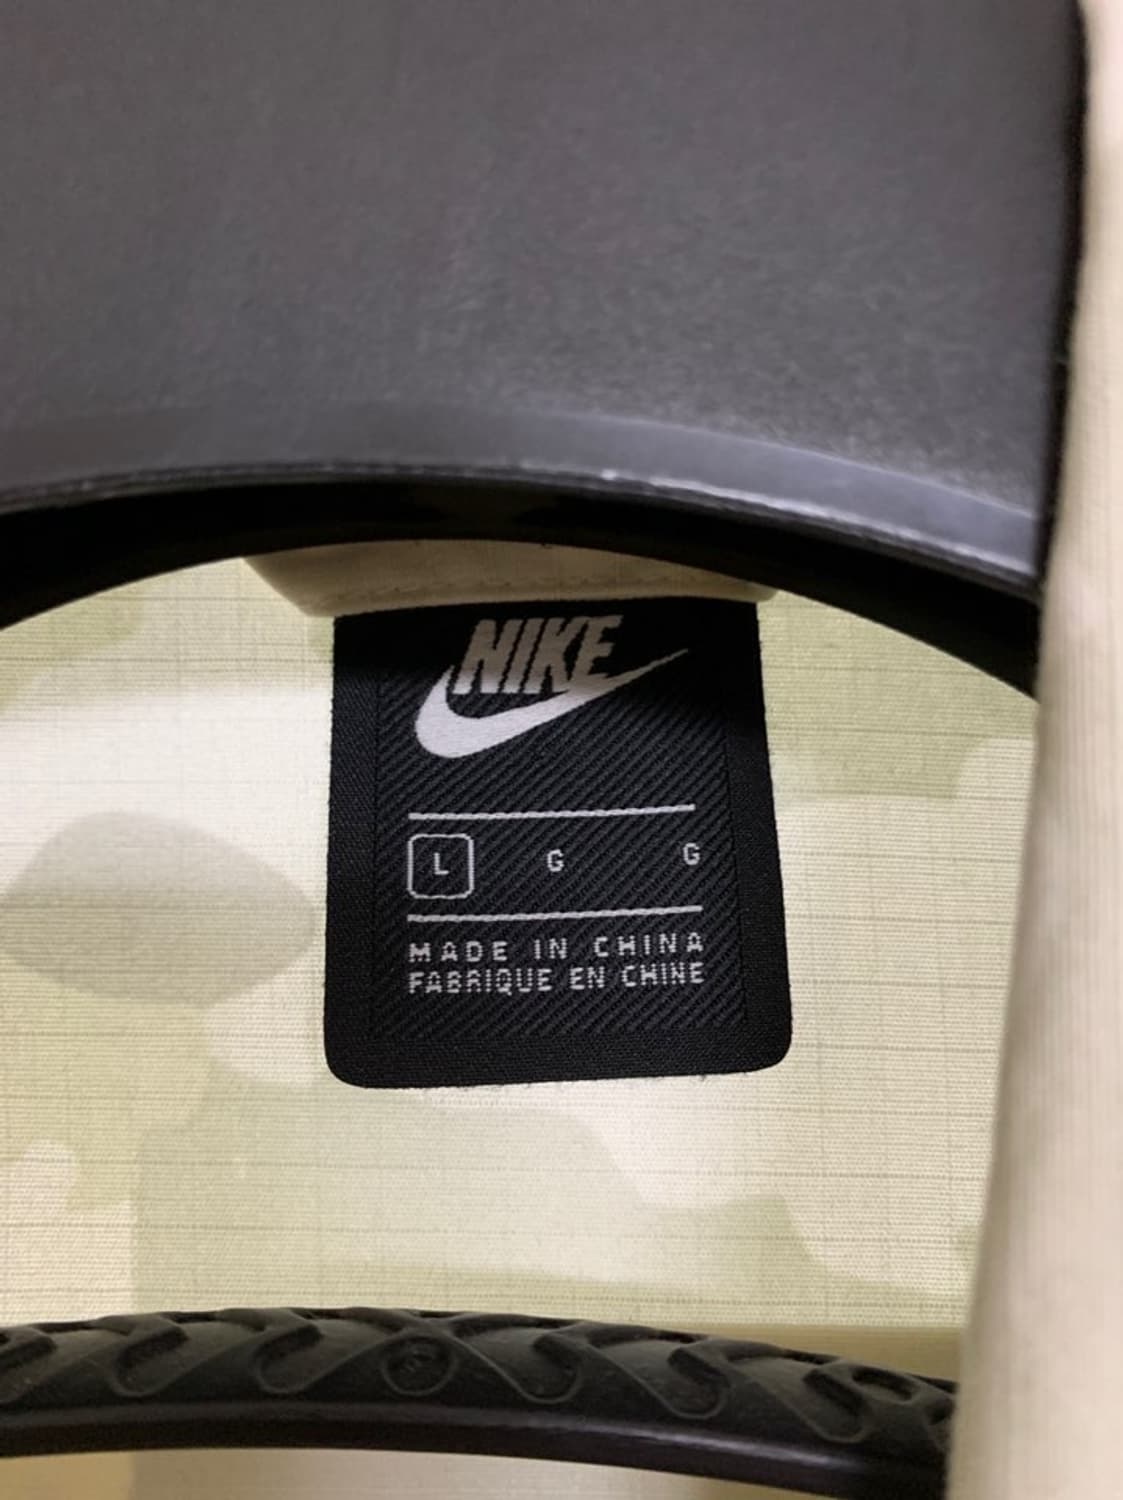 NIKE
L G G
MADE IN CHINA
FABRIQUE EN CHINE